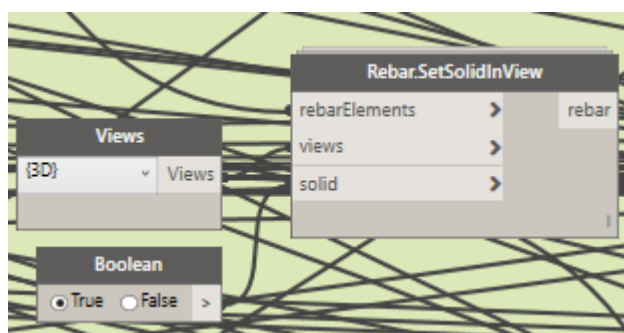 Rebar.SetSolidInView
rebarElements > rebar
views >
solid >
Views
{3D} Views
Boolean
True False >